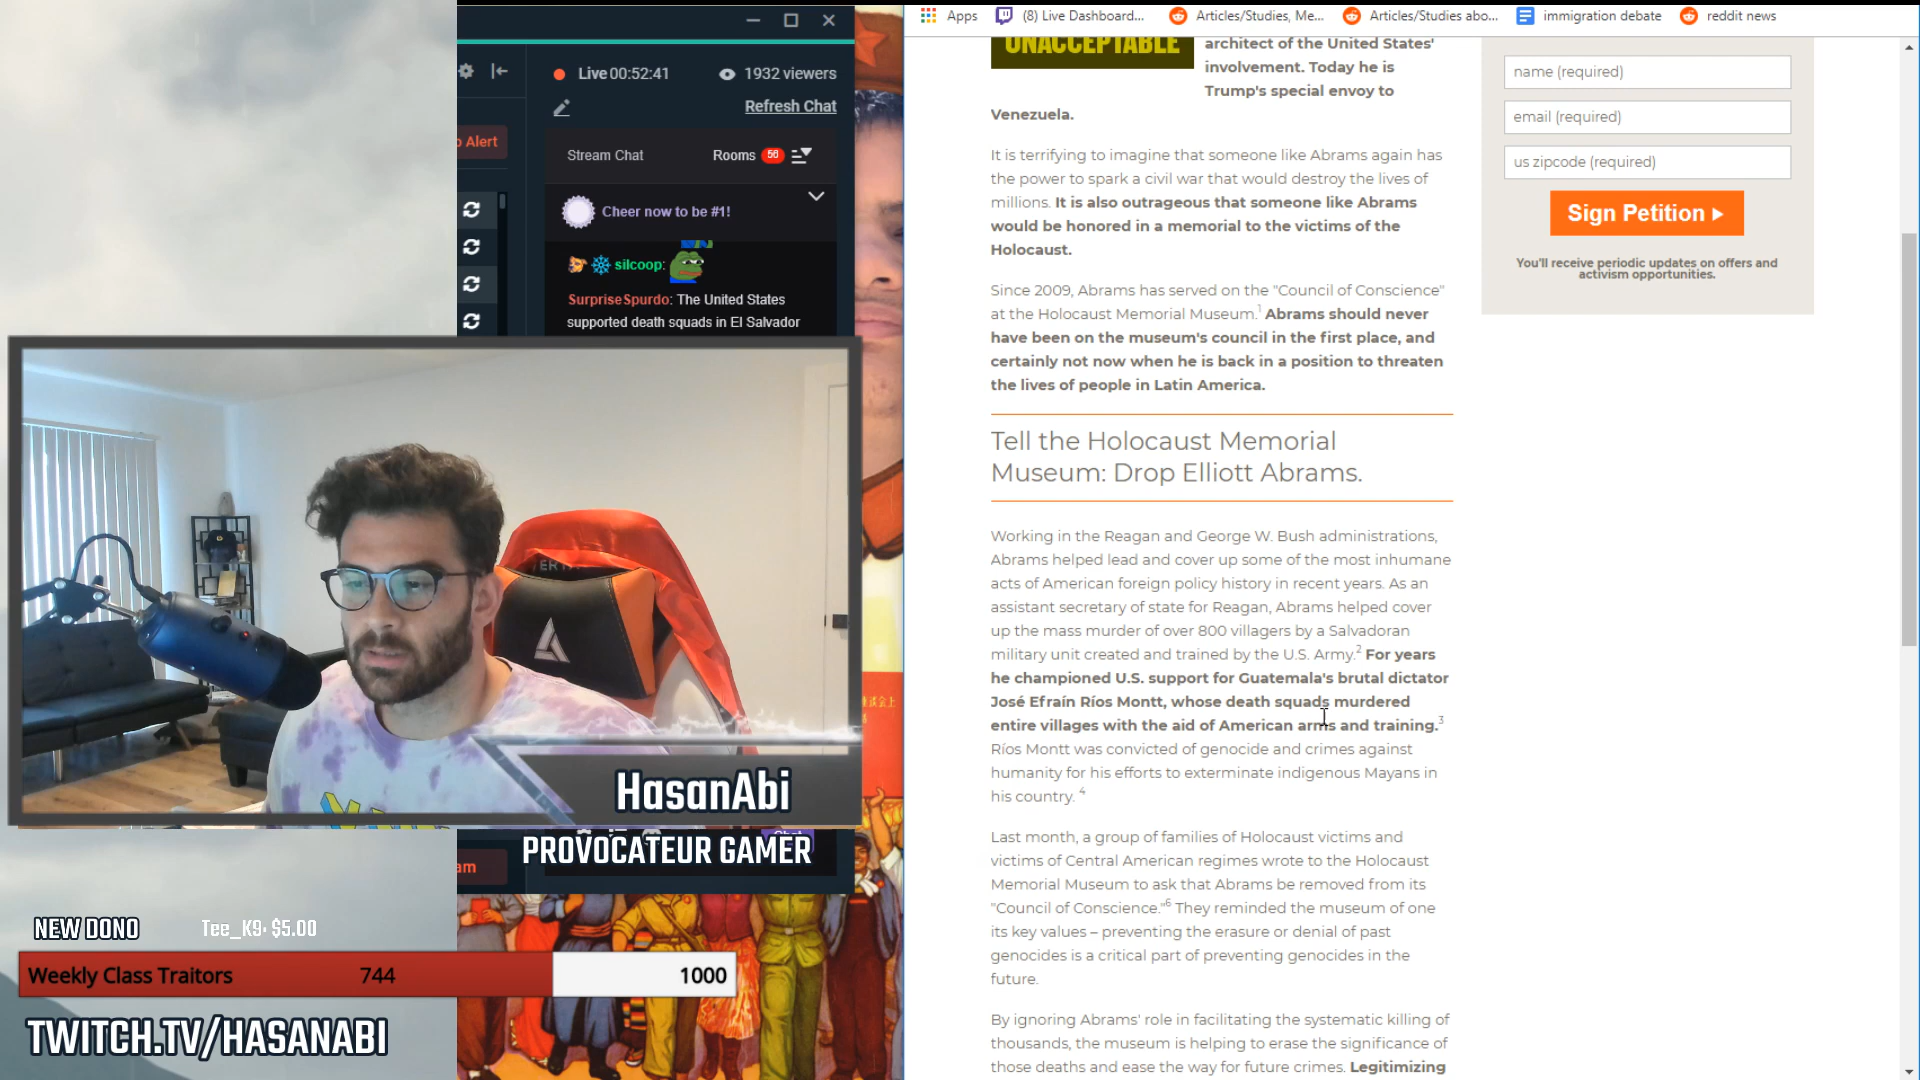 Apps
(8) Live Dashboard...
Articles/Studies, Me...
Articles/Studies abo...
immigration debate
reddit news
Live 00:52:41
1932 viewers
Refresh Chat
Alert
Stream Chat
Rooms 56
Cheer now to be #1!
silcoop:
SurpriseSpurdo: The United States
supported death squads in El Salvador
UNACCEPTABLE
architect of the United States'
involvement. Today he is
Trump's special envoy to
Venezuela.
It is terrifying to imagine that someone like Abrams again has
the power to spark a civil war that would destroy the lives of
millions. It is also outrageous that someone like Abrams
would be honored in a memorial to the victims of the
Holocaust.
Since 2009, Abrams has served on the "Council of Conscience"
at the Holocaust Memorial Museum.1 Abrams should never
have been on the museum's council in the first place, and
certainly not now when he is back in a position to threaten
the lives of people in Latin America.
Tell the Holocaust Memorial
Museum: Drop Elliott Abrams.
Working in the Reagan and George W. Bush administrations,
Abrams helped lead and cover up some of the most inhumane
acts of American foreign policy history in recent years. As an
assistant secretary of state for Reagan, Abrams helped cover
up the mass murder of over 800 villagers by a Salvadoran
military unit created and trained by the U.S. Army.2 For years
he championed U.S. support for Guatemala's brutal dictator
José Efraín Ríos Montt, whose death squads murdered
entire villages with the aid of American arms and training.3
Ríos Montt was convicted of genocide and crimes against
humanity for his efforts to exterminate indigenous Mayans in
his country. 4
Last month, a group of families of Holocaust victims and
victims of Central American regimes wrote to the Holocaust
Memorial Museum to ask that Abrams be removed from its
"Council of Conscience."6 They reminded the museum of one
its key values – preventing the erasure or denial of past
genocides is a critical part of preventing genocides in the
future.
By ignoring Abrams' role in facilitating the systematic killing of
thousands, the museum is helping to erase the significance of
those deaths and ease the way for future crimes. Legitimizing
name (required)
email (required)
us zipcode (required)
Sign Petition
You'll receive periodic updates on offers and
activism opportunities.
HasanAbi
PROVOCATEUR GAMER
am
NEW DONO
Tee_K9: $5.00
Weekly Class Traitors 744 1000
TWITCH.TV/HASANABI